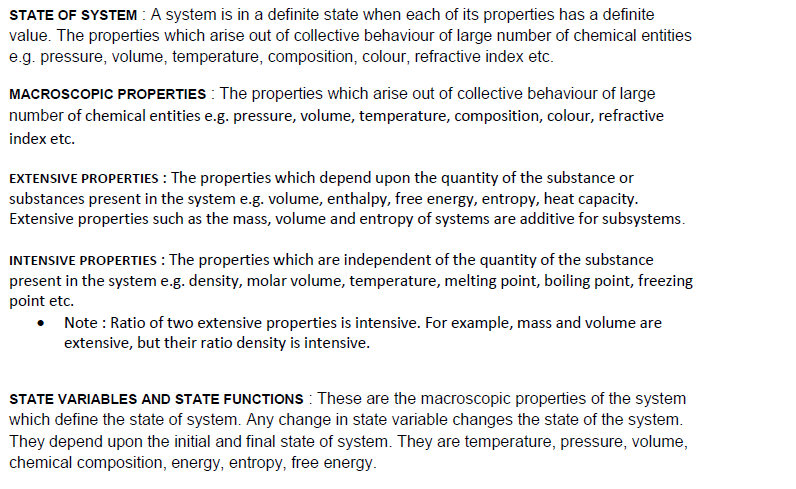 STATE OF SYSTEM : A system is in a definite state when each of its properties has a definite
value. The properties which arise out of collective behaviour of large number of chemical entities
e.g. pressure, volume, temperature, composition, colour, refractive index etc.
MACROSCOPIC PROPERTIES : The properties which arise out of collective behaviour of large
number of chemical entities e.g. pressure, volume, temperature, composition, colour, refractive
index etc.
EXTENSIVE PROPERTIES : The properties which depend upon the quantity of the substance or
substances present in the system e.g. volume, enthalpy, free energy, entropy, heat capacity.
Extensive properties such as the mass, volume and entropy of systems are additive for subsystems.
INTENSIVE PROPERTIES : The properties which are independent of the quantity of the substance
present in the system e.g. density, molar volume, temperature, melting point, boiling point, freezing
point etc.
• Note : Ratio of two extensive properties is intensive. For example, mass and volume are
extensive, but their ratio density is intensive.
STATE VARIABLES AND STATE FUNCTIONS : These are the macroscopic properties of the system
which define the state of system. Any change in state variable changes the state of the system.
They depend upon the initial and final state of system. They are temperature, pressure, volume,
chemical composition, energy, entropy, free energy.